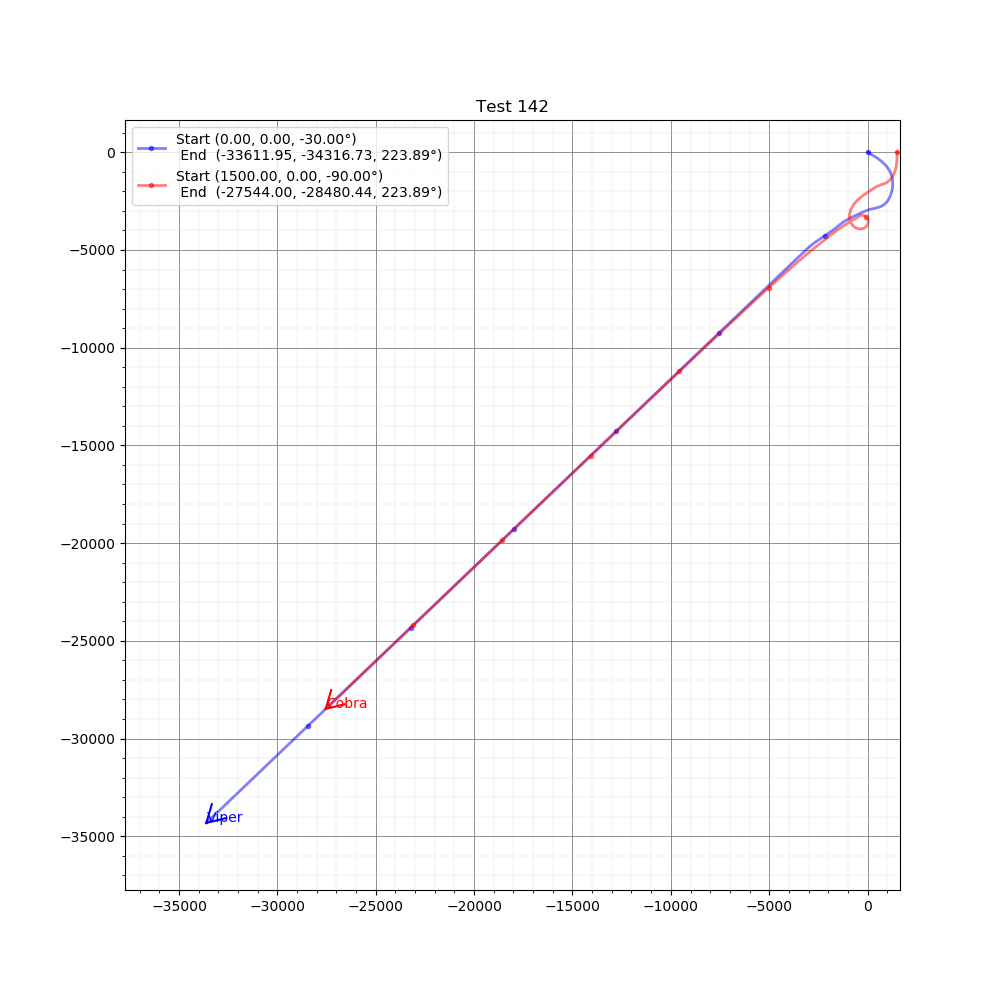 Test 142
Start (0.00, 0.00, -30.00°)
End (-33611.95, -34316.73, 223.89°)
Start (1500.00, 0.00, -90.00°)
End (-27544.00, -28480.44, 223.89°)
0
−5000
−10000
−15000
−20000
−25000
−30000
−35000
Cobra
Viper
−35000 −30000 −25000 −20000 −15000 −10000 −5000 0